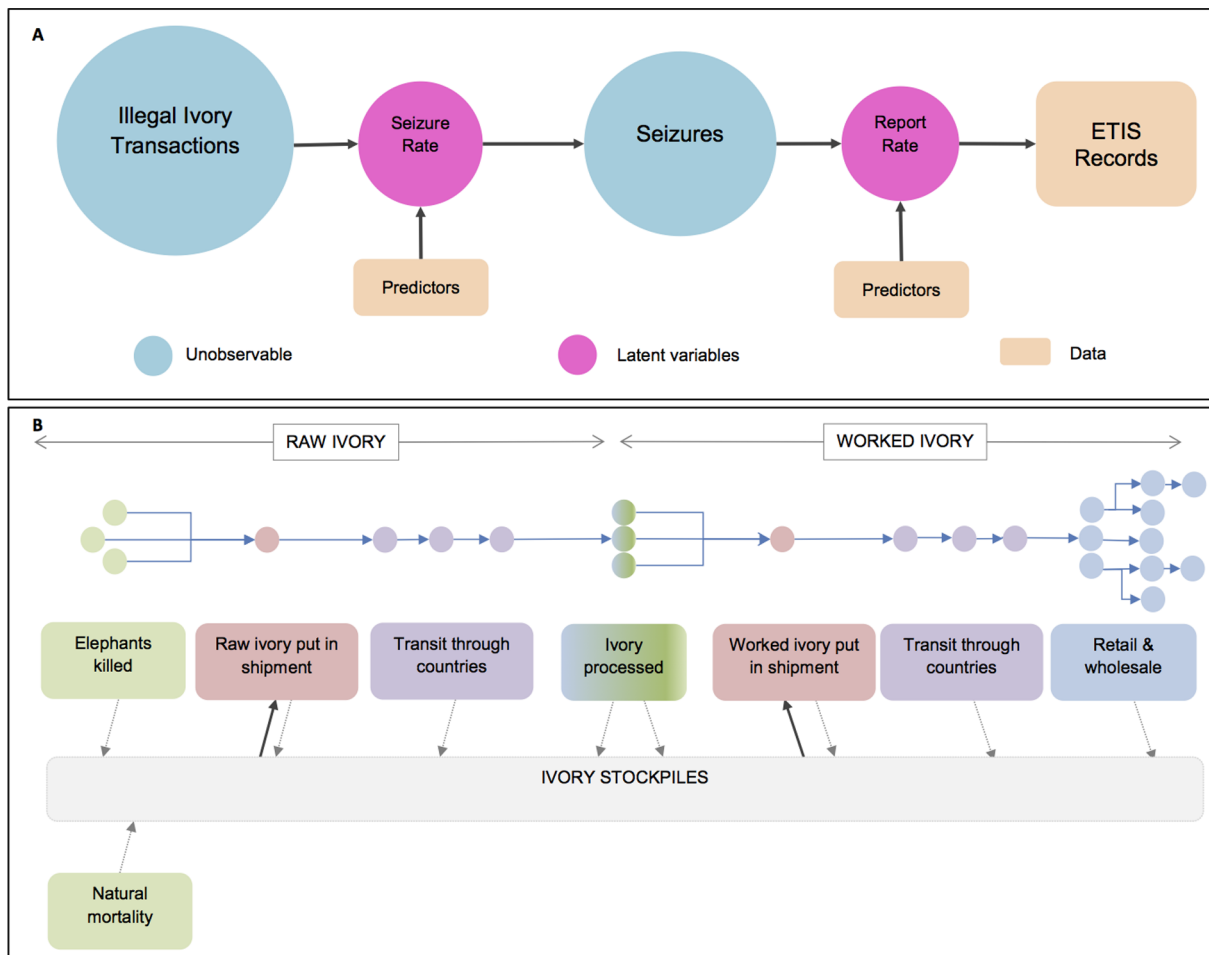 A
Illegal Ivory
Transactions
Seizure
Rate
Seizures
Report
Rate
ETIS
Records
Predictors
Predictors
Unobservable
Latent variables
Data
B
RAW IVORY
WORKED IVORY
Elephants
killed
Raw ivory put in
shipment
Transit through
countries
Ivory
processed
Worked ivory put
in shipment
Transit through
countries
Retail &
wholesale
IVORY STOCKPILES
Natural
mortality